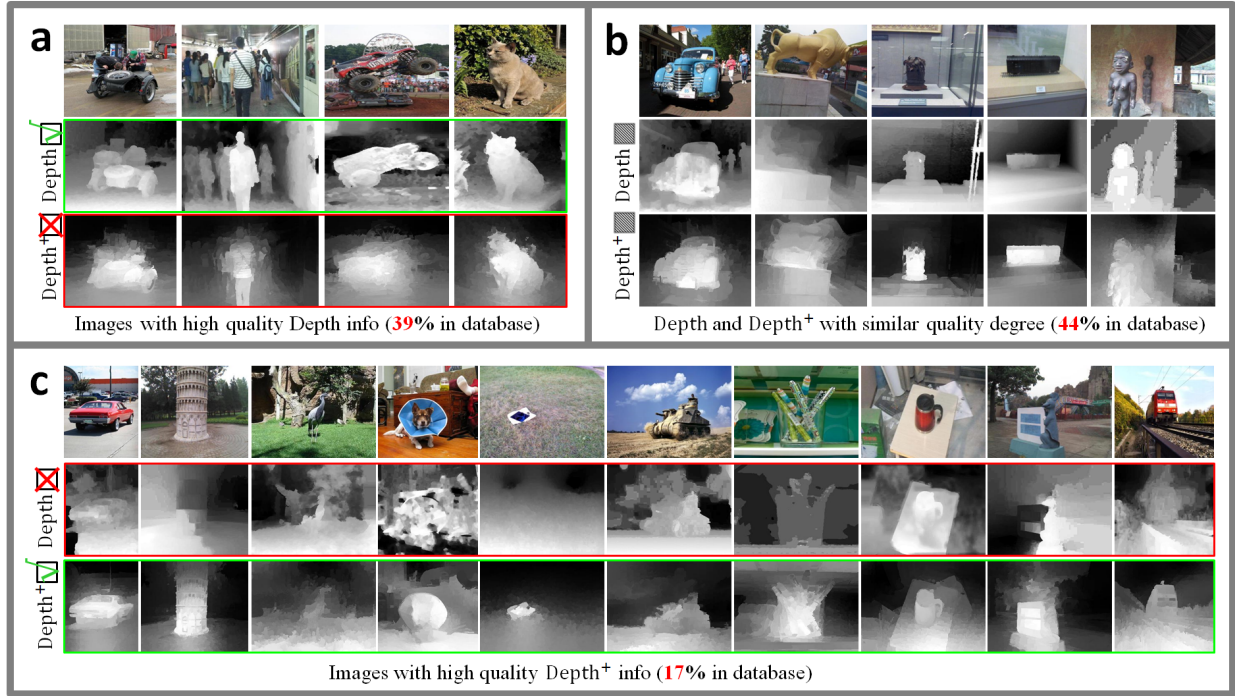 a
Depth
Depth⁺
Images with high quality Depth info (39% in database)
b
Depth
Depth⁺
Depth and Depth⁺ with similar quality degree (44% in database)
c
Depth
Depth⁺
Images with high quality Depth⁺ info (17% in database)